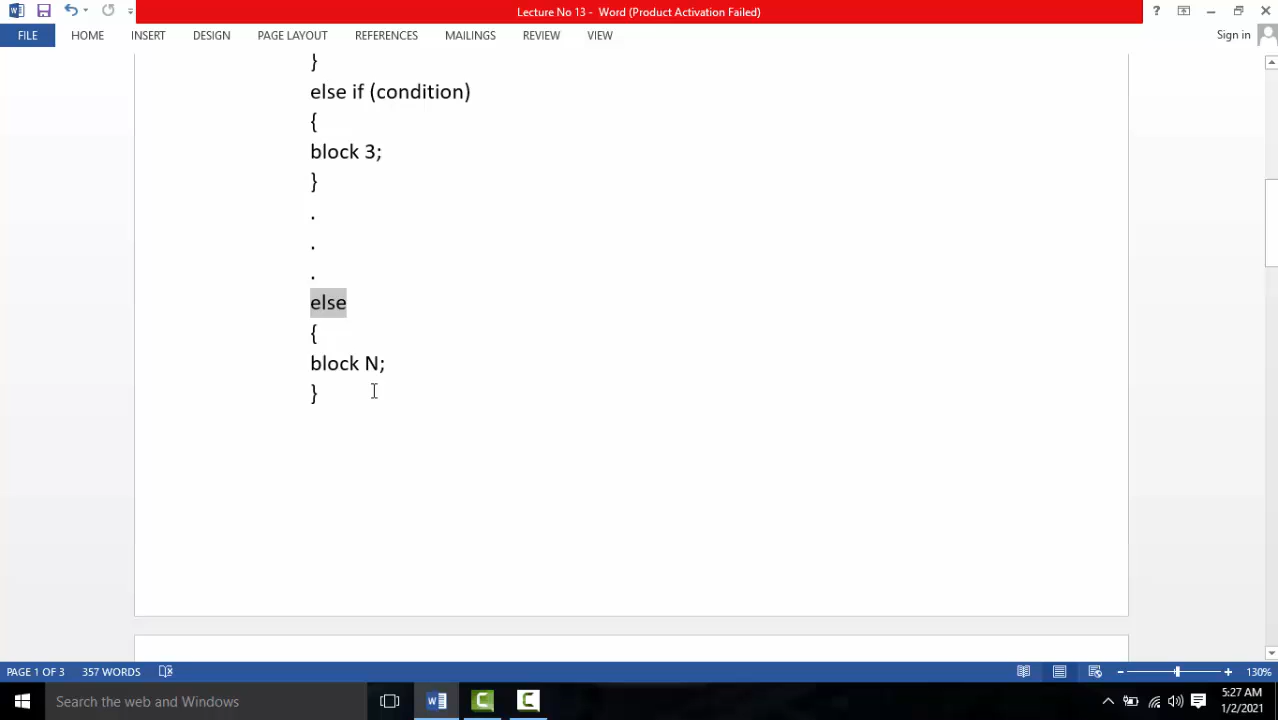 Lecture No 13 - Word (Product Activation Failed)
?
FILE HOME INSERT DESIGN PAGE LAYOUT REFERENCES MAILINGS REVIEW VIEW Sign in
}
else if (condition)
{
block 3;
}
.
.
.
else
{
block N;
}
PAGE 1 OF 3 357 WORDS 130%
Search the web and Windows
5:27 AM
1/2/2021